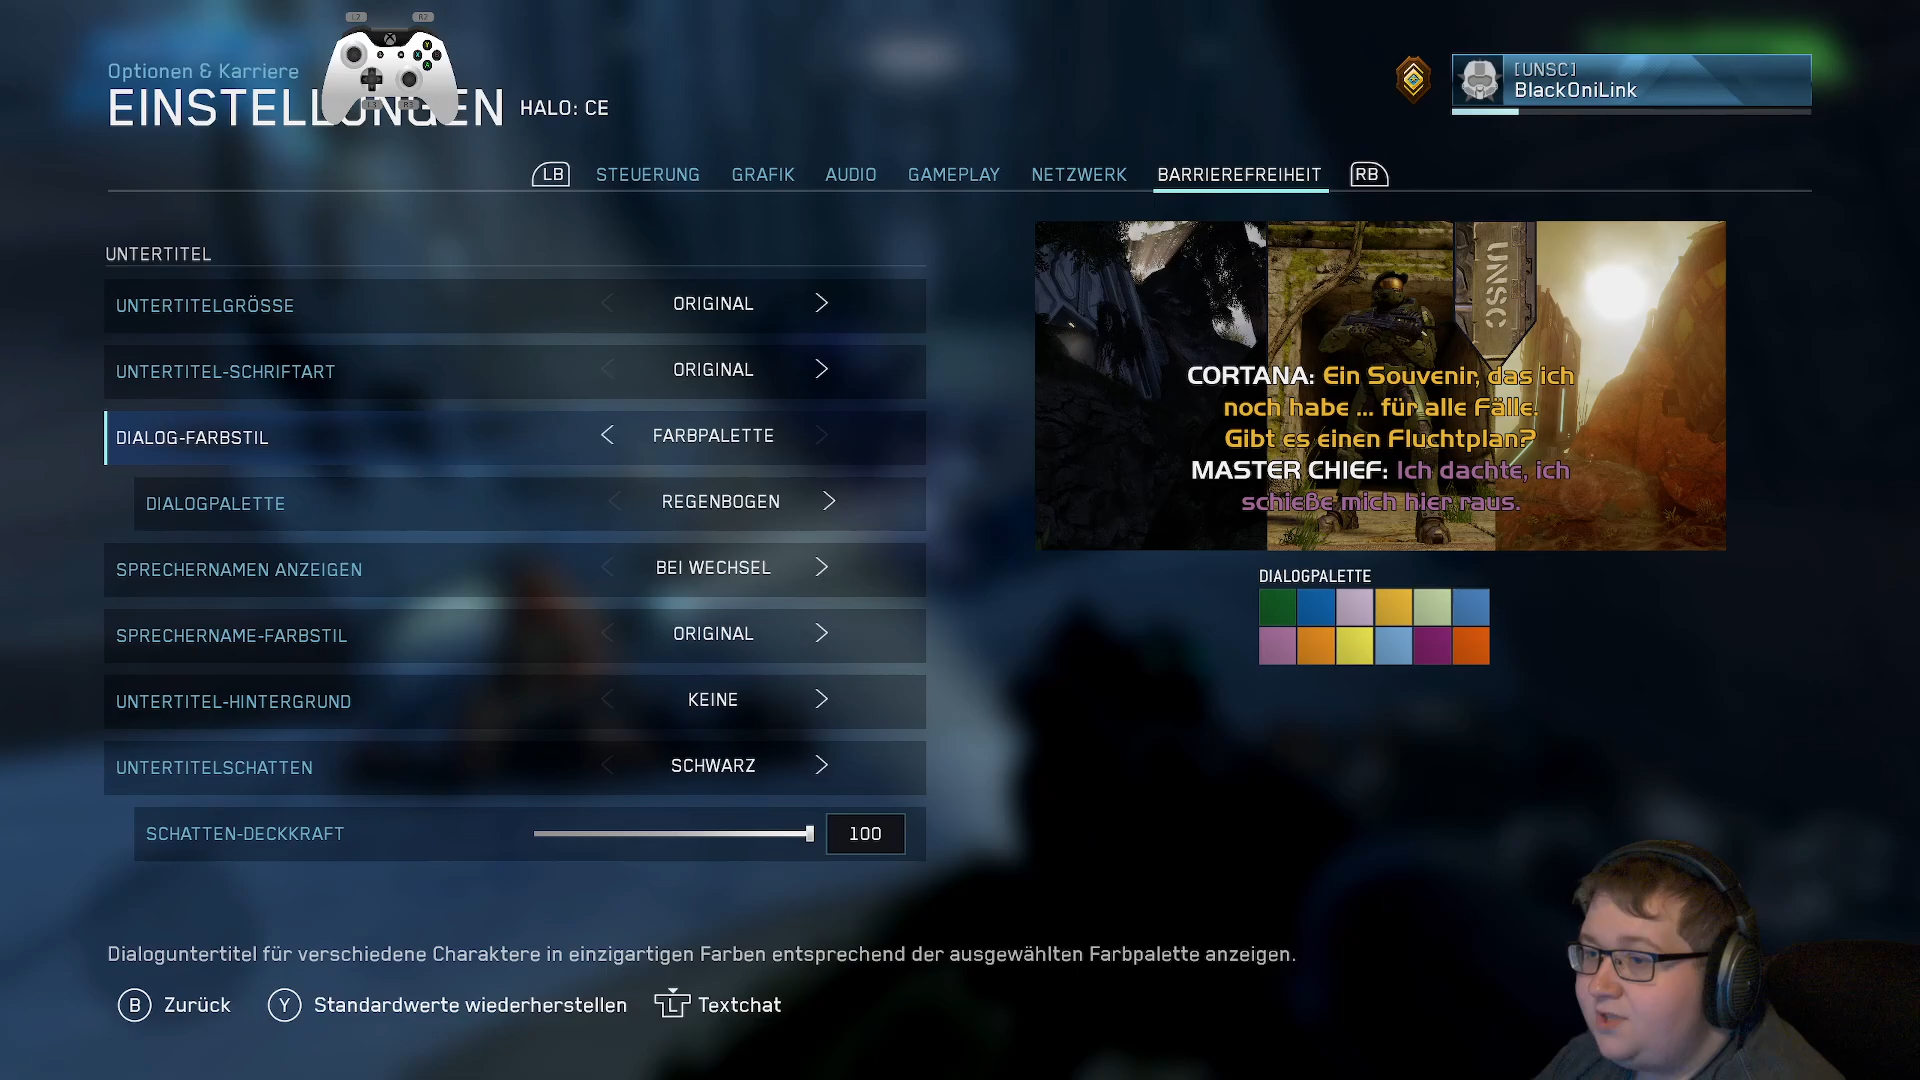 L2
R2
Optionen & Karriere
EINSTELLUNGEN
HALO: CE
L3
R3
[UNSC]
BlackOniLink
LB
STEUERUNG
GRAFIK
AUDIO
GAMEPLAY
NETZWERK
BARRIEREFREIHEIT
RB
UNTERTITEL
UNTERTITELGRÖSSE
ORIGINAL
UNTERTITEL-SCHRIFTART
ORIGINAL
DIALOG-FARBSTIL
FARBPALETTE
DIALOGPALETTE
REGENBOGEN
SPRECHERNAMEN ANZEIGEN
BEI WECHSEL
SPRECHERNAME-FARBSTIL
ORIGINAL
UNTERTITEL-HINTERGRUND
KEINE
UNTERTITELSCHATTEN
SCHWARZ
SCHATTEN-DECKKRAFT
100
UNSC
CORTANA: Ein Souvenir, das ich
noch habe ... für alle Fälle.
Gibt es einen Fluchtplan?
MASTER CHIEF: Ich dachte, ich
schieße mich hier raus.
DIALOGPALETTE
Dialoguntertitel für verschiedene Charaktere in einzigartigen Farben entsprechend der ausgewählten Farbpalette anzeigen.
B Zurück
Y Standardwerte wiederherstellen
L Textchat